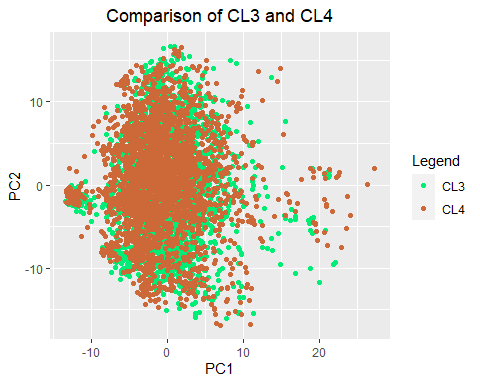 Comparison of CL3 and CL4
10
0
-10
PC2
-10
0
10
20
PC1
Legend
CL3
CL4